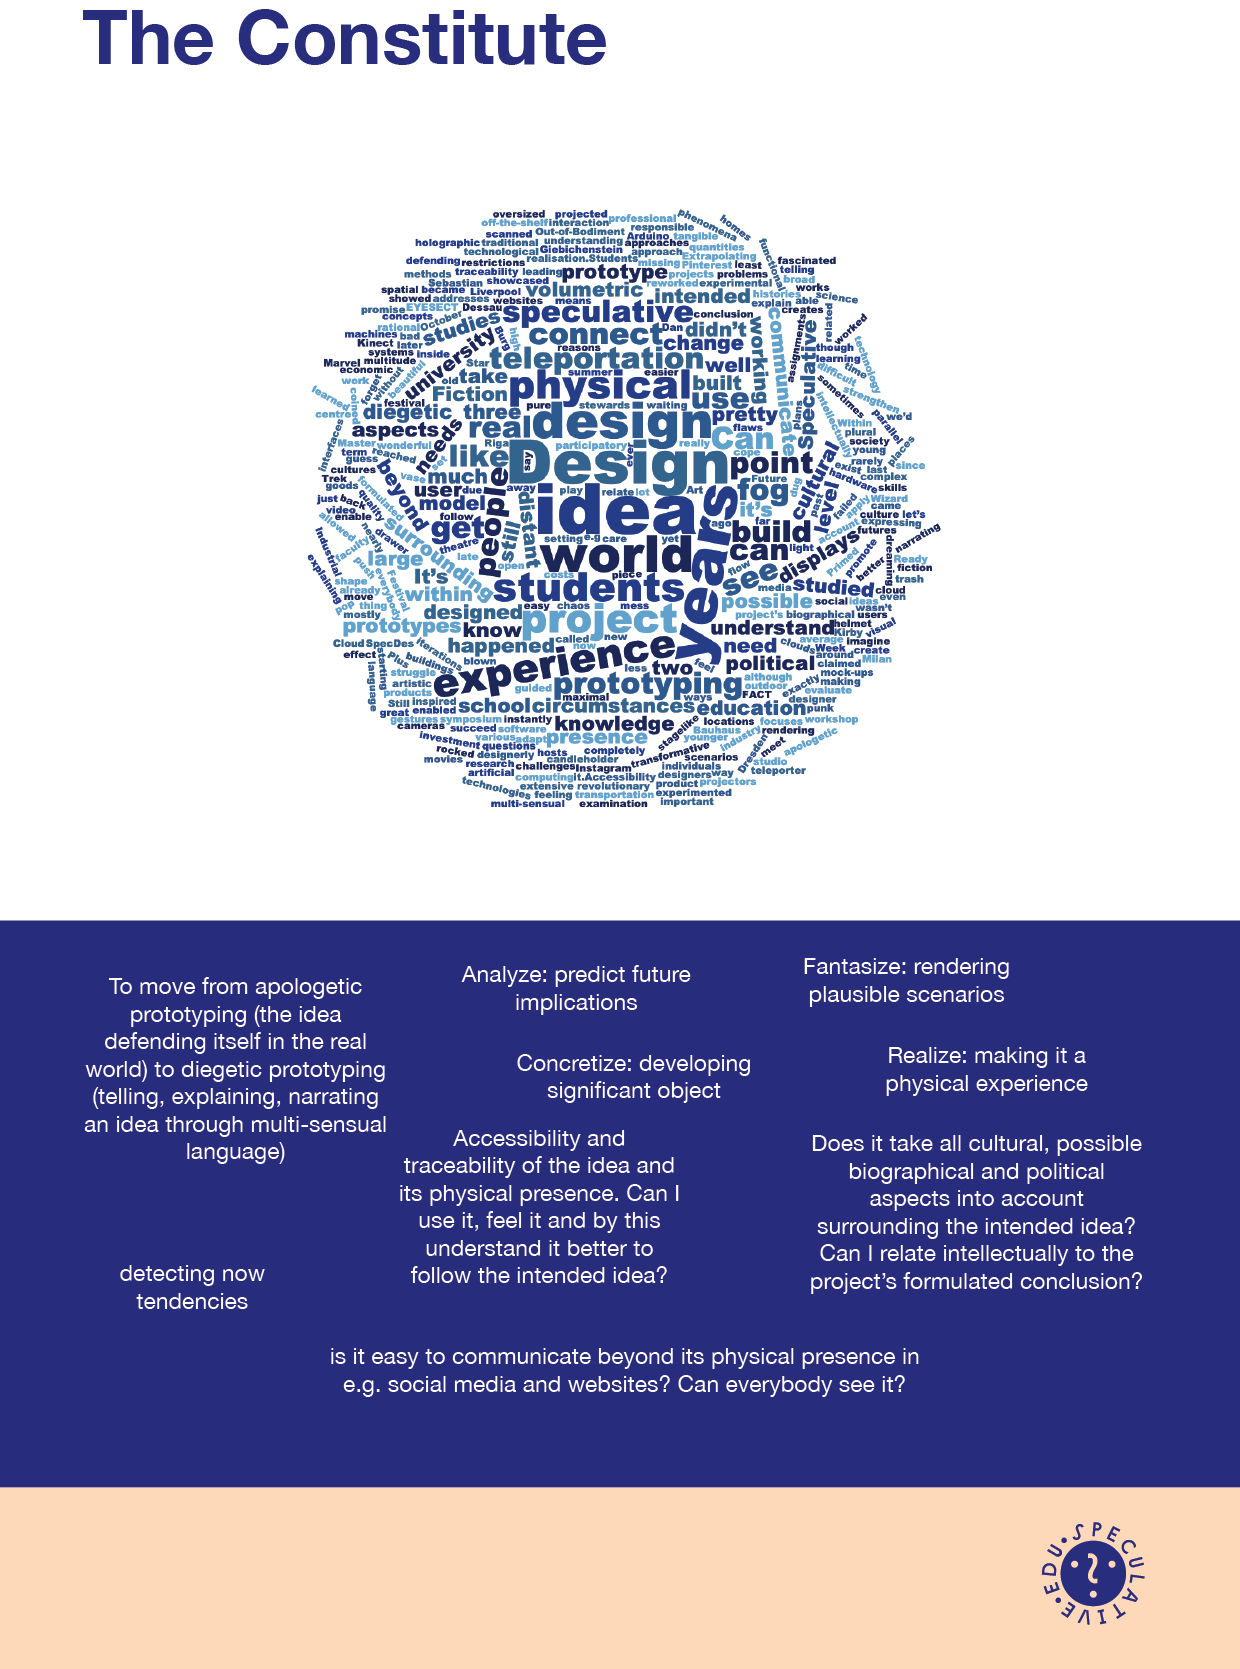 The Constitute
oversized projected
off-the-shelf interaction professional phenomena homes
scanned Out-of-Bodiment responsible
holographic traditional understanding Arduino tangible functional
technological Giebichenstein approaches quantities
defending restrictions realisation.Students approach Extrapolating fascinated
methods traceability leading prototype missing Pinterest least telling
Sebastian showcased projects problems broad
spatial became Liverpool volumetric reworked experimental works
showed addresses websites means intended histories able science
promise EYESECT Dessau speculative conclusion explain creates
concepts October studies connect Dan didn't communicate related worked
rational university Burg high reasons change working speculative assignments
machines bad later teleportation though
Kinect systems inside Star summer easier well learning time technology
Marvel multitude take physical built difficult
economic forget without beautiful old Fiction use strengthen
work learned coined festival pure stewards waiting pretty plans sometimes parallel we'd
centre diegetic three design flaws intellectually Within
aspects needs real Can plural places
interfaces Master wonderful Riga participatory every really cope society
term reached like Design point young
guess set say rarely since
cultures beyond vase much Future cultural exist last complex
Trek formulated user due people away play relate lot Art fog dug past level hardware skills
goods quality model distant ideas years it's failed apply Wizard
just back follow ago far account came
video allowed nearly drawer get still setting e-g care yet build culture let's
enable theatre world can light expressing
Industrial faculty surrounding late displays futures narrating
large open costs piece flow see Primed promote dreaming Ready
explaining push It's students media studied better fiction
shape everybody cloud trash
already Festival within easy chaos mess possible social ideas even
move designed project project's biographical users wasn't
poP thing prototypes know called new understand helmet
mostly now Kirby visual
Cloud SpecDes iterations happened experience need clouds average imagine
effect starting Plus buildings blown less two feel Week create
language struggle political around Milan
artistic guided prototyping although exactly claimed
products outdoor mock-ups
Still inspired maximal ways FACT making
great enabled school circumstances education evaluate
gestures symposium instantly knowledge stagelike locations designer punk
cameras succeed software Bauhaus focuses workshop
investment various adapt presence younger industry rendering
rocked questions hosts completely transformative Dresden meet apologetic
movies designerly candleholder scenarios studio
research challenges Instagram individuals teleporter
artificial computing it.Accessibility designers way
technologies extensive revolutionary product projectors
feeling transportation experimented
multi-sensual examination important
To move from apologetic
prototyping (the idea
defending itself in the real
world) to diegetic prototyping
(telling, explaining, narrating
an idea through multi-sensual
language)
Analyze: predict future
implications
Fantasize: rendering
plausible scenarios
Concretize: developing
significant object
Realize: making it a
physical experience
Accessibility and
traceability of the idea and
its physical presence. Can I
use it, feel it and by this
understand it better to
follow the intended idea?
Does it take all cultural, possible
biographical and political
aspects into account
surrounding the intended idea?
Can I relate intellectually to the
project's formulated conclusion?
detecting now
tendencies
is it easy to communicate beyond its physical presence in
e.g. social media and websites? Can everybody see it?
SPECULATIVE • EDU •